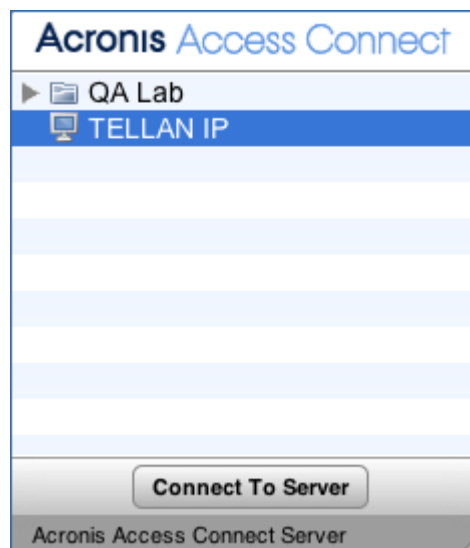 Acronis Access Connect
QA Lab
TELLAN IP
Connect To Server
Acronis Access Connect Server